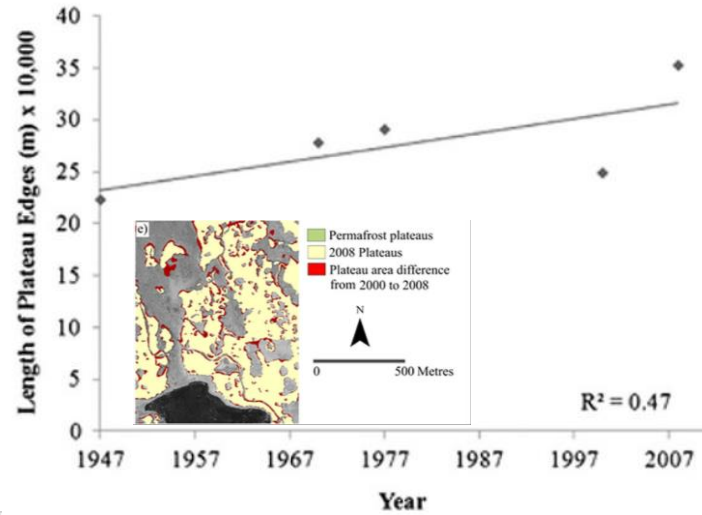 40
35
30
25
20
15
10
5
0
Length of Plateau Edges (m) x 10,000
e)
Permafrost plateaus
2008 Plateaus
Plateau area difference
from 2000 to 2008
N
0 500 Metres
R² = 0.47
1947 1957 1967 1977 1987 1997 2007
Year